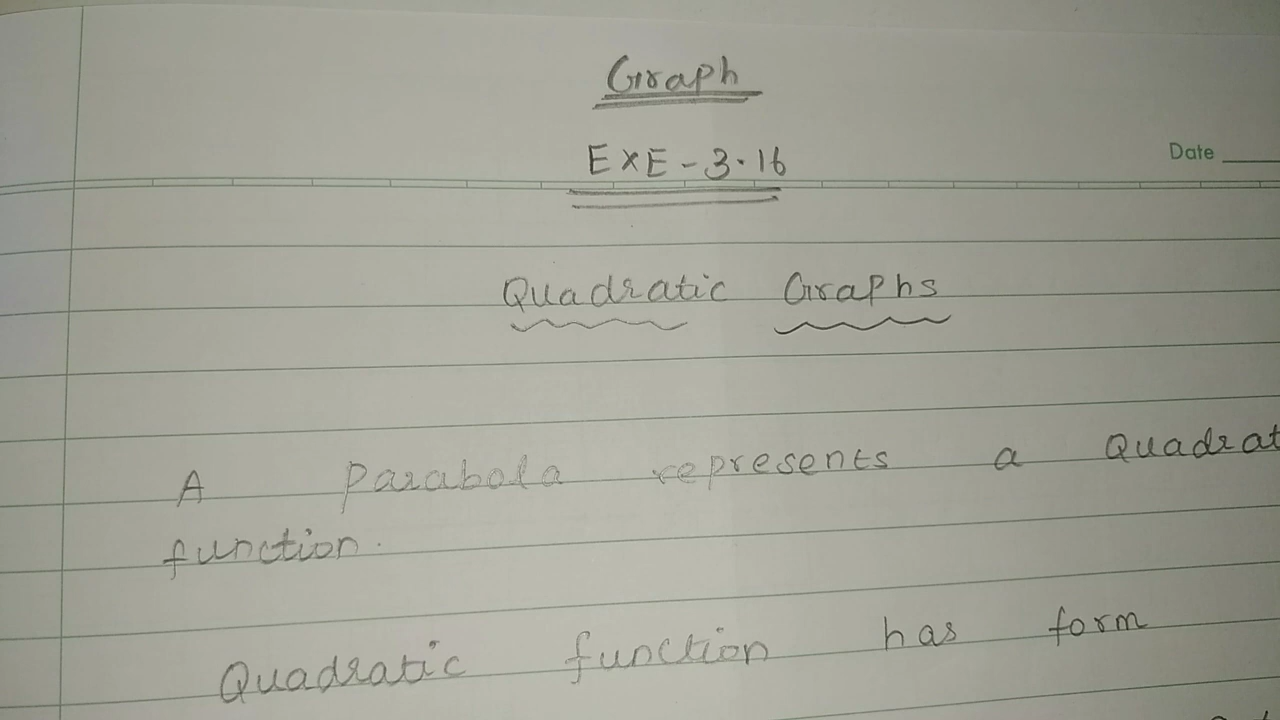 Graph
EXE - 3.16
Date
Quadratic Graphs
A Parabola represents a Quadrat
function.
Quadratic function has form